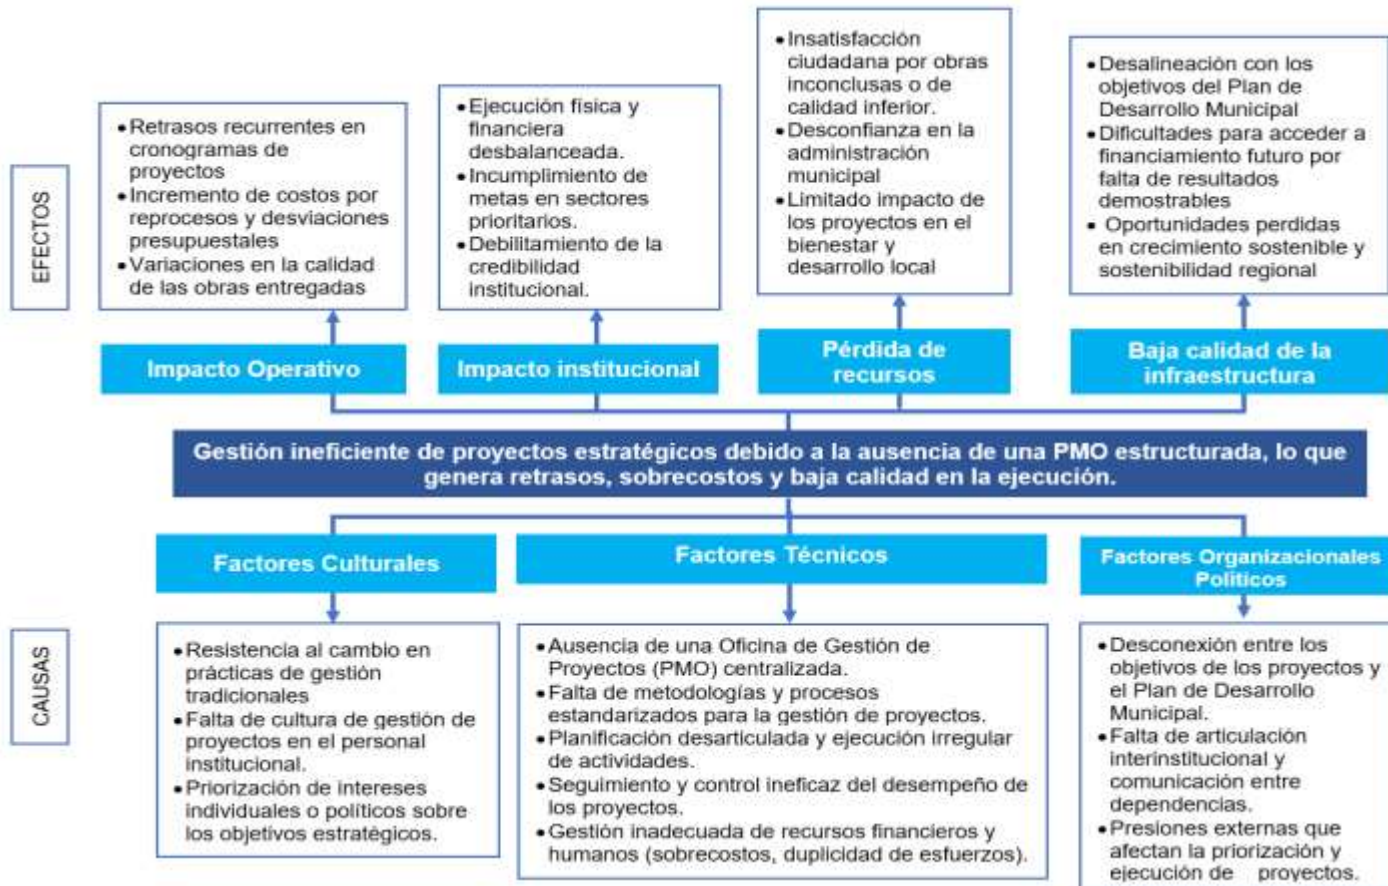 EFECTOS
• Retrasos recurrentes en
cronogramas de
proyectos
• Incremento de costos por
reprocesos y desviaciones
presupuestales
• Variaciones en la calidad
de las obras entregadas
• Ejecución física y
financiera
desbalanceada.
• Incumplimiento de
metas en sectores
prioritarios.
• Debilitamiento de la
credibilidad
institucional.
• Insatisfacción
ciudadana por obras
inconclusas o de
calidad inferior.
• Desconfianza en la
administración
municipal
• Limitado impacto de
los proyectos en el
bienestar y
desarrollo local
• Desalineación con los
objetivos del Plan de
Desarrollo Municipal
• Dificultades para acceder a
financiamiento futuro por
falta de resultados
demostrables
• Oportunidades perdidas
en crecimiento sostenible y
sostenibilidad regional
Impacto Operativo
Impacto institucional
Pérdida de
recursos
Baja calidad de la
infraestructura
Gestión ineficiente de proyectos estratégicos debido a la ausencia de una PMO estructurada, lo que
genera retrasos, sobrecostos y baja calidad en la ejecución.
Factores Culturales
Factores Técnicos
Factores Organizacionales
Políticos
CAUSAS
• Resistencia al cambio en
prácticas de gestión
tradicionales
• Falta de cultura de gestión de
proyectos en el personal
institucional.
• Priorización de intereses
individuales o políticos sobre
los objetivos estratégicos.
• Ausencia de una Oficina de Gestión de
Proyectos (PMO) centralizada.
• Falta de metodologías y procesos
estandarizados para la gestión de proyectos.
• Planificación desarticulada y ejecución irregular
de actividades.
• Seguimiento y control ineficaz del desempeño de
los proyectos.
• Gestión inadecuada de recursos financieros y
humanos (sobrecostos, duplicidad de esfuerzos).
• Desconexión entre los
objetivos de los proyectos y
el Plan de Desarrollo
Municipal.
• Falta de articulación
interinstitucional y
comunicación entre
dependencias.
• Presiones externas que
afectan la priorización y
ejecución de proyectos.